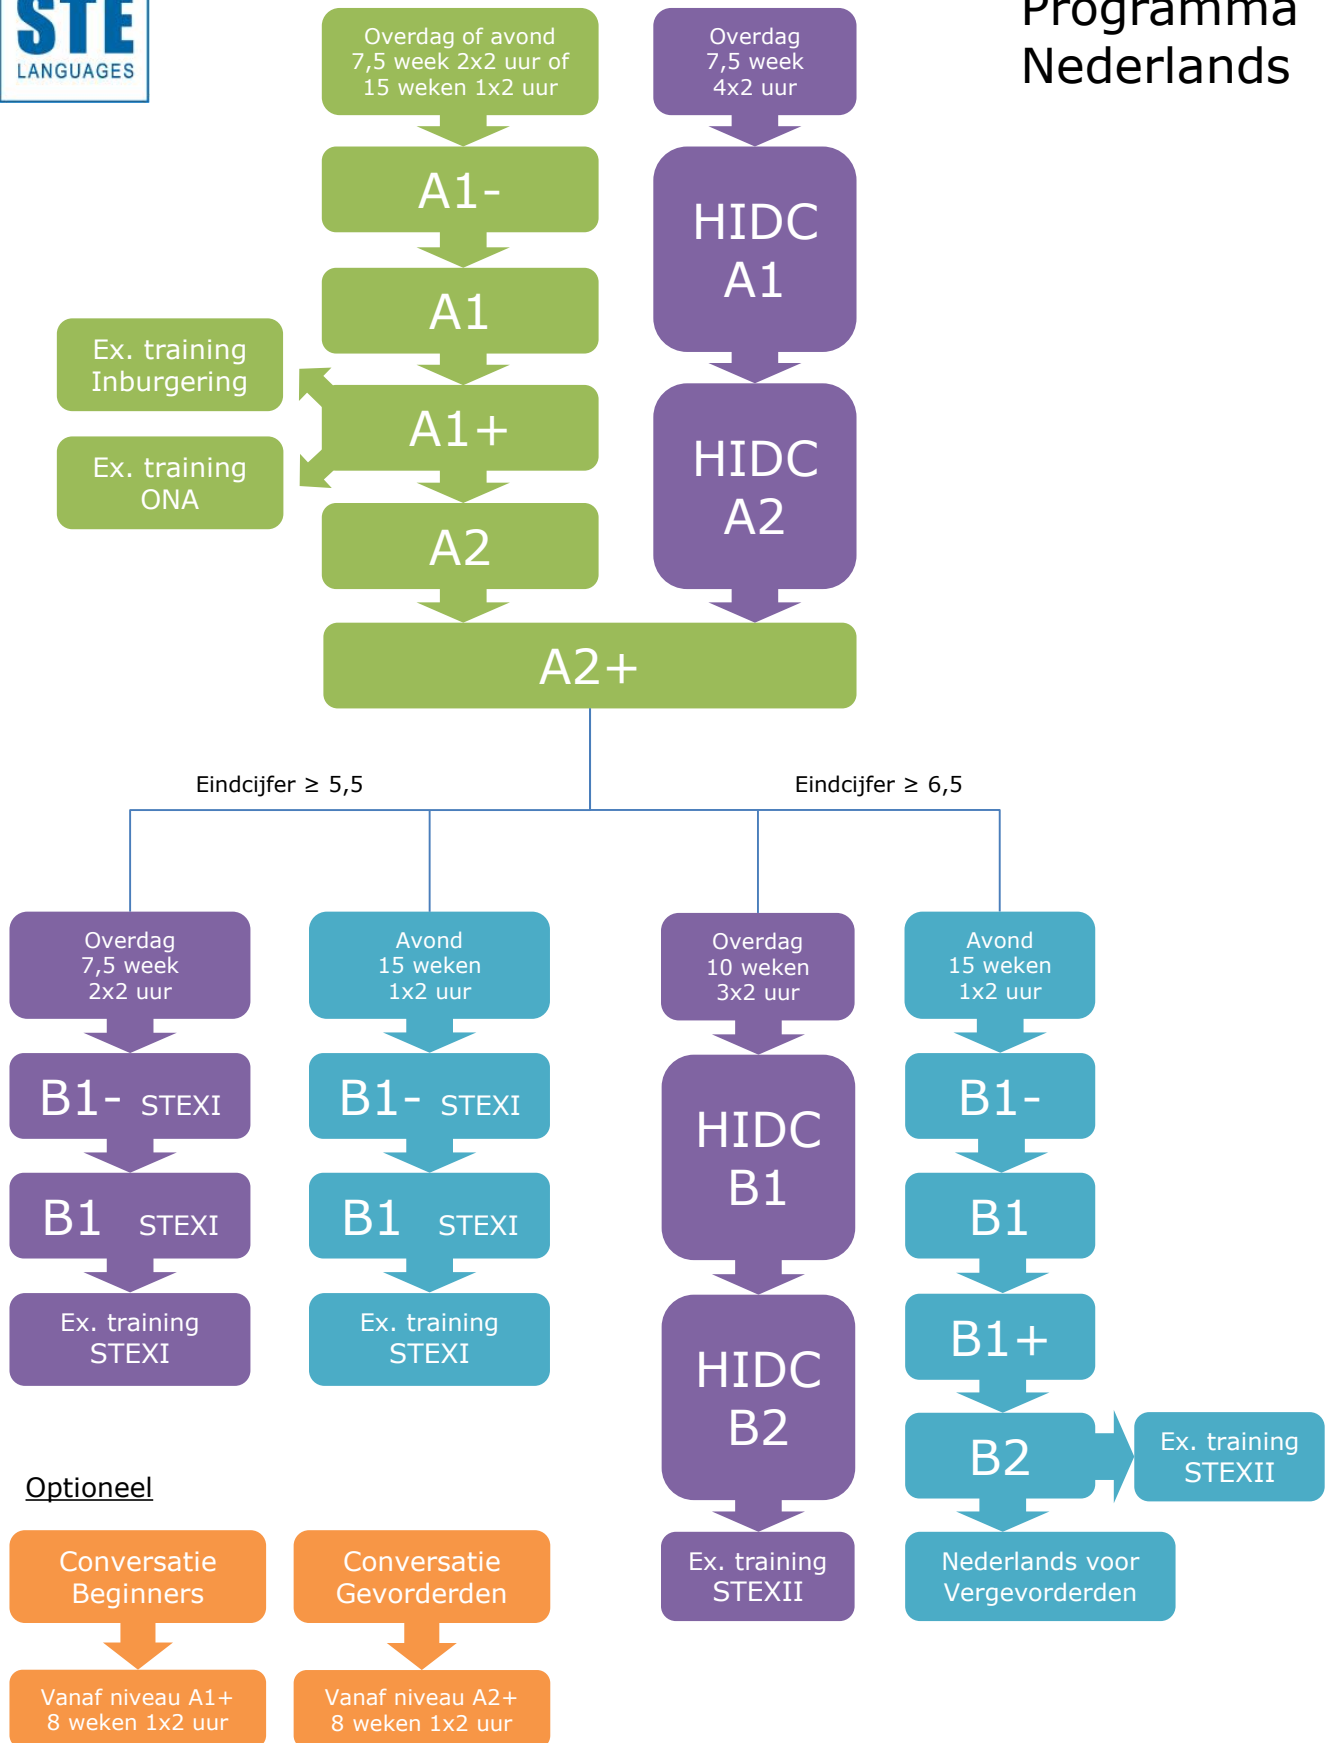 STE
LANGUAGES
Programma
Nederlands
Overdag of avond
7,5 week 2x2 uur of
15 weken 1x2 uur
Overdag
7,5 week
4x2 uur
A1-
HIDC
A1
A1
Ex. training
Inburgering
A1+
HIDC
A2
Ex. training
ONA
A2
A2+
Eindcijfer ≥ 5,5
Eindcijfer ≥ 6,5
Overdag
7,5 week
2x2 uur
Avond
15 weken
1x2 uur
Overdag
10 weken
3x2 uur
Avond
15 weken
1x2 uur
B1- STEXI
B1- STEXI
HIDC
B1
B1-
B1 STEXI
B1 STEXI
B1
Ex. training
STEXI
Ex. training
STEXI
HIDC
B2
B1+
B2
Ex. training
STEXII
Ex. training
STEXII
Nederlands voor
Vergevorderden
Optioneel
Conversatie
Beginners
Conversatie
Gevorderden
Vanaf niveau A1+
8 weken 1x2 uur
Vanaf niveau A2+
8 weken 1x2 uur